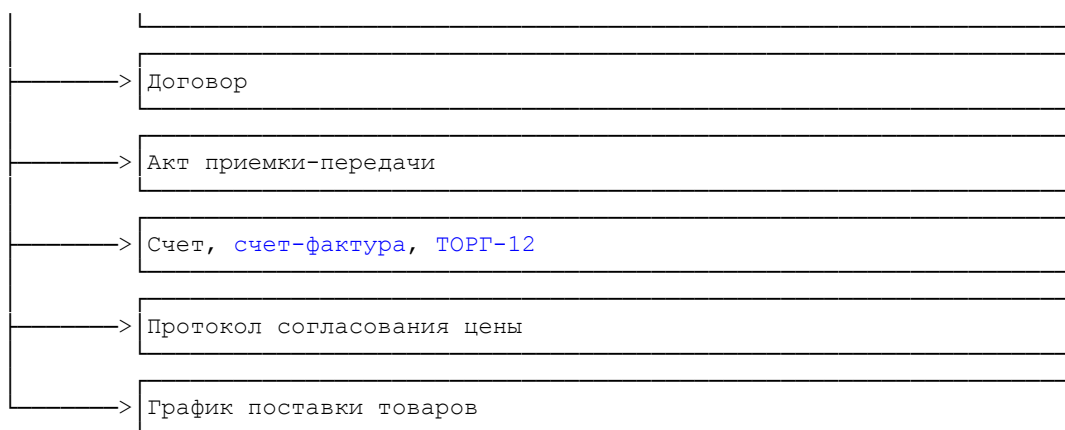 Договор
Акт приемки-передачи
Счет, счет-фактура, ТОРГ-12
Протокол согласования цены
График поставки товаров